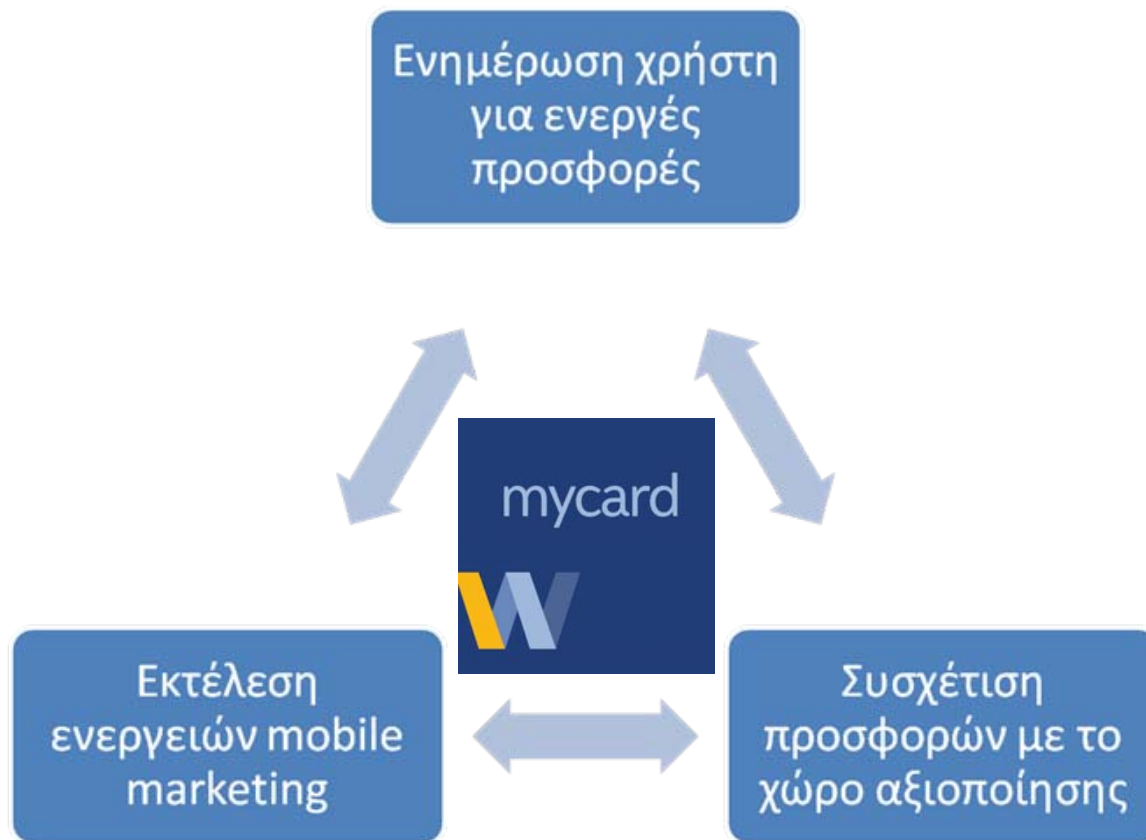 Ενημέρωση χρήστη
για ενεργές
προσφορές
mycard
Εκτέλεση
ενεργειών mobile
marketing
Συσχέτιση
προσφορών με το
χώρο αξιοποίησης